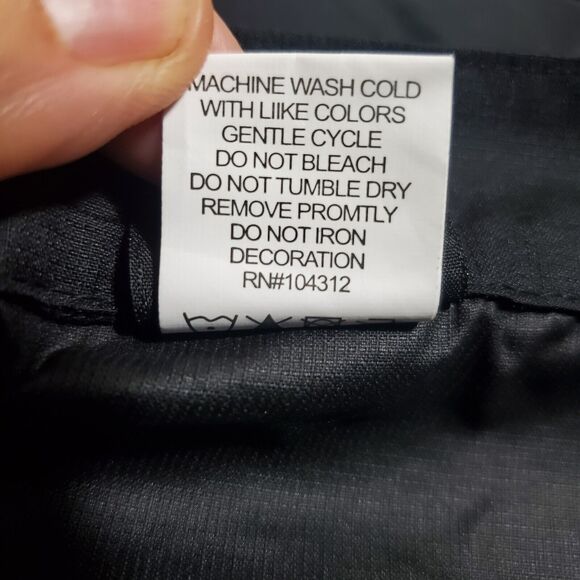 MACHINE WASH COLD
WITH LIIKE COLORS
GENTLE CYCLE
DO NOT BLEACH
DO NOT TUMBLE DRY
REMOVE PROMTLY
DO NOT IRON
DECORATION
RN#104312